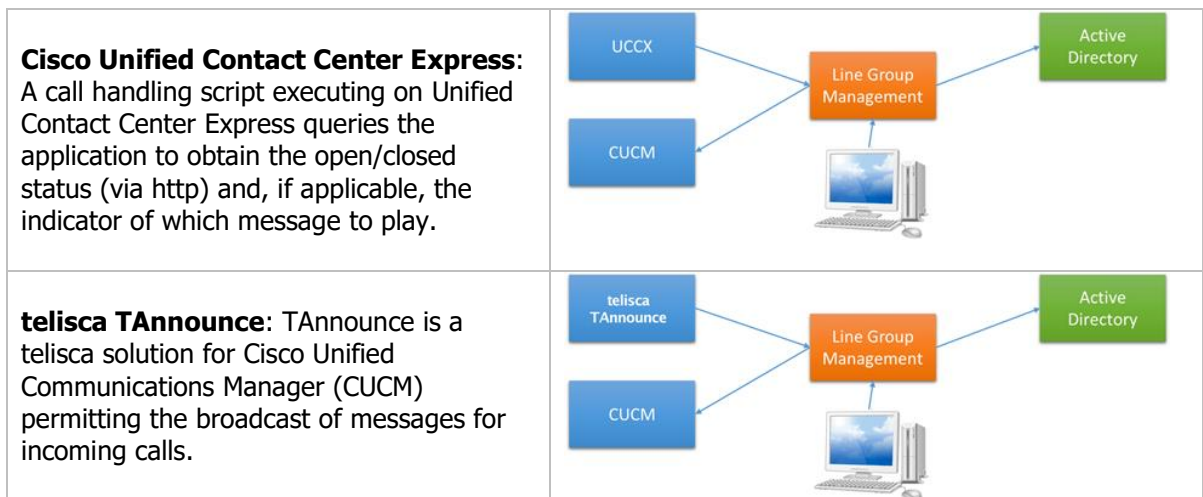 Cisco Unified Contact Center Express:
A call handling script executing on Unified
Contact Center Express queries the
application to obtain the open/closed
status (via http) and, if applicable, the
indicator of which message to play.
UCCX
CUCM
Line Group
Management
Active
Directory
telisca TAnnounce: TAnnounce is a
telisca solution for Cisco Unified
Communications Manager (CUCM)
permitting the broadcast of messages for
incoming calls.
telisca
TAnnounce
CUCM
Line Group
Management
Active
Directory